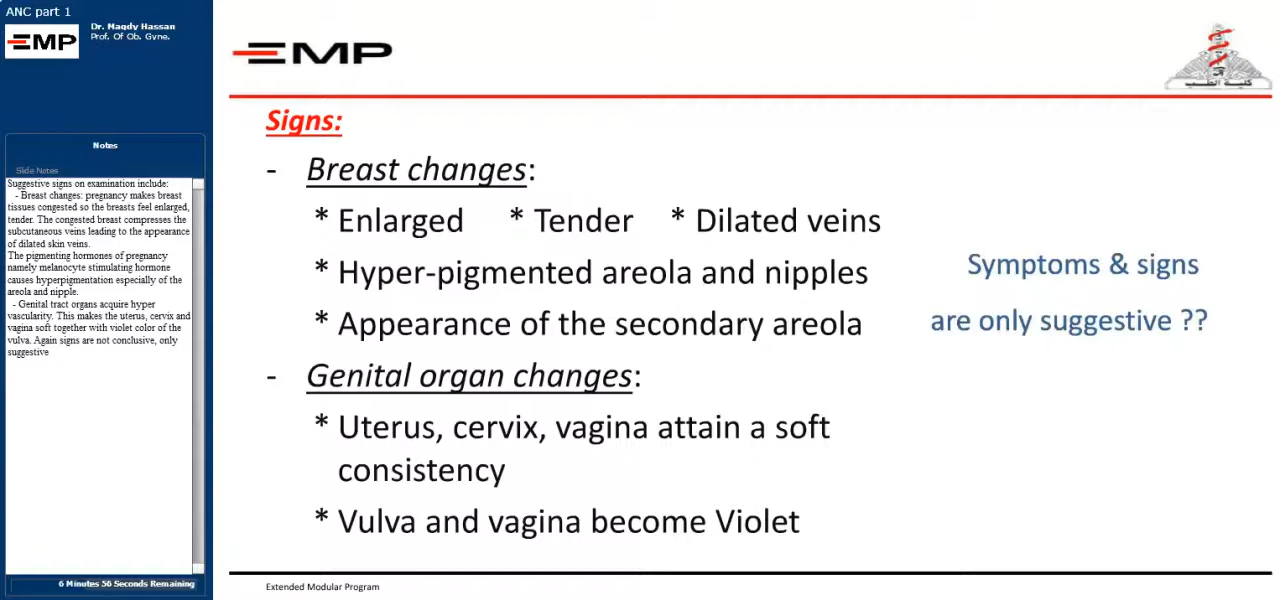 ANC part 1
EMP
Dr. Maqdy Hassan
Prof. Of Ob. Gyne.
Notes
Slide Notes
Suggestive signs on examination include:
- Breast changes: pregnancy makes breast
tissues congested so the breasts feel enlarged,
tender. The congested breast compresses the
subcutaneous veins leading to the appearance
of dilated skin veins.
The pigmenting hormones of pregnancy
namely melanocyte stimulating hormone
causes hyperpigmentation especially of the
areola and nipple.
- Genital tract organs acquire hyper
vascularity. This makes the uterus, cervix and
vagina soft together with violet color of the
vulva. Again signs are not conclusive, only
suggestive
6 Minutes 56 Seconds Remaining
EMP
كلية الطب
Signs:
- Breast changes:
* Enlarged * Tender * Dilated veins
* Hyper-pigmented areola and nipples
* Appearance of the secondary areola
- Genital organ changes:
* Uterus, cervix, vagina attain a soft
consistency
* Vulva and vagina become Violet
Symptoms & signs
are only suggestive ??
Extended Modular Program